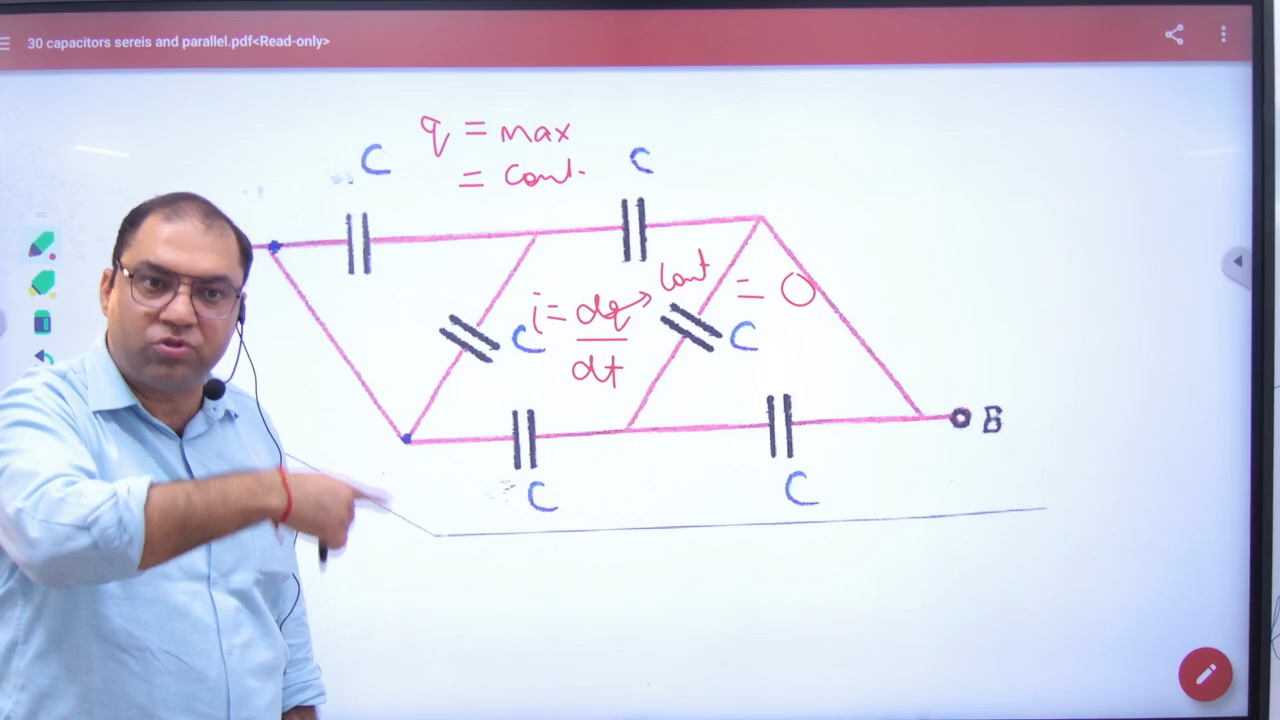 30 capacitors sereis and parallel.pdf<Read-only>
q = max
= cont.
C
C
i = dq → cont = 0
dt
C
C
B
C
C